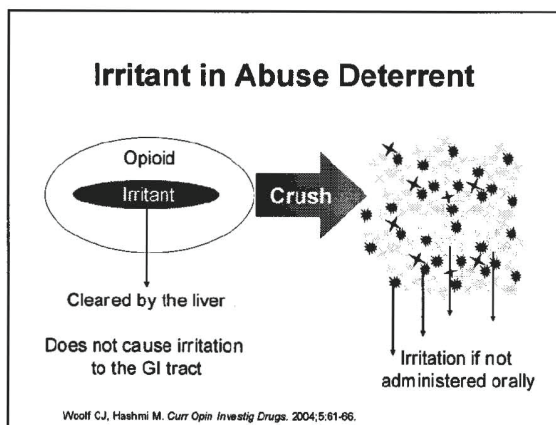 Irritant in Abuse Deterrent
Opioid
Irritant
Crush
Cleared by the liver
Does not cause irritation
to the GI tract
Irritation if not
administered orally
Woolf CJ, Hashmi M. Curr Opin Investig Drugs. 2004;5:61-66.